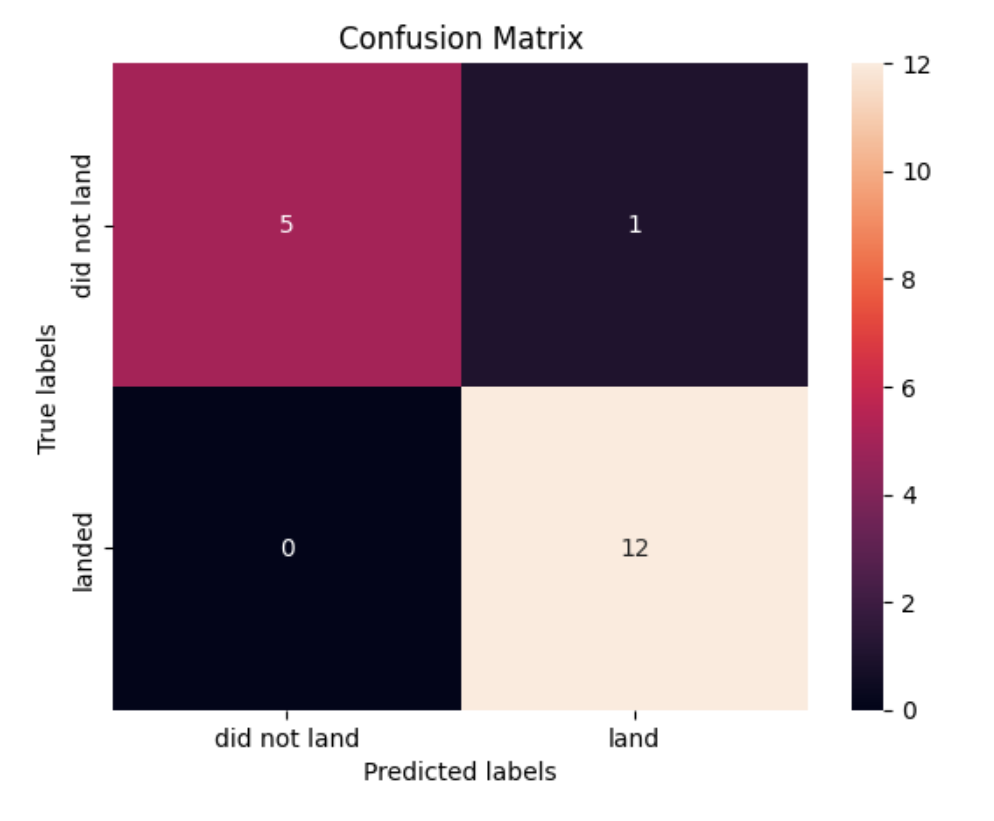 Confusion Matrix
True labels
did not land
landed
5
1
0
12
did not land
land
Predicted labels
12
10
8
6
4
2
0